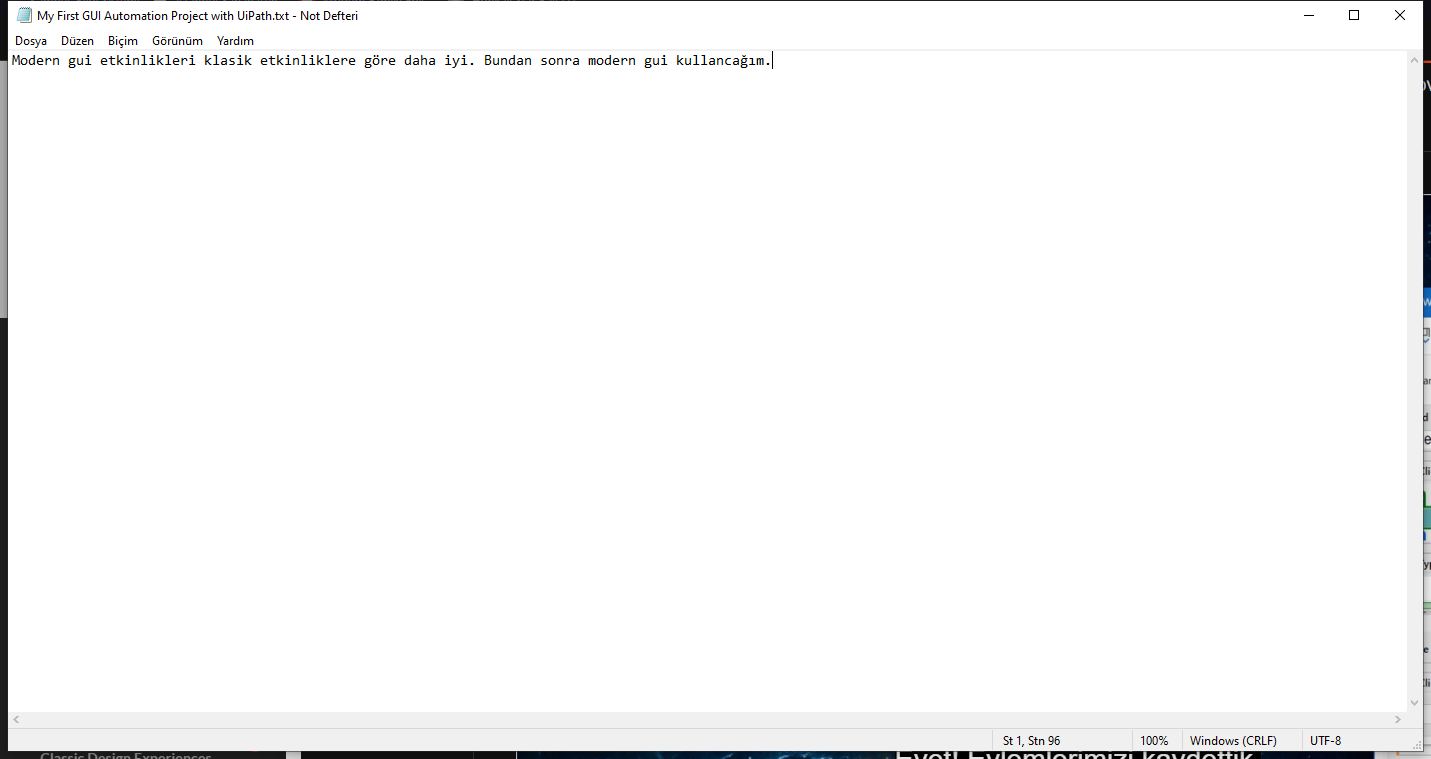 My First GUI Automation Project with UiPath.txt - Not Defteri
Dosya Düzen Biçim Görünüm Yardım
Modern gui etkinlikleri klasik etkinliklere göre daha iyi. Bundan sonra modern gui kullancağım.
St 1, Stn 96 100% Windows (CRLF) UTF-8
Classic Design Experiences
Evet! Eylemlerimizi kaydettik